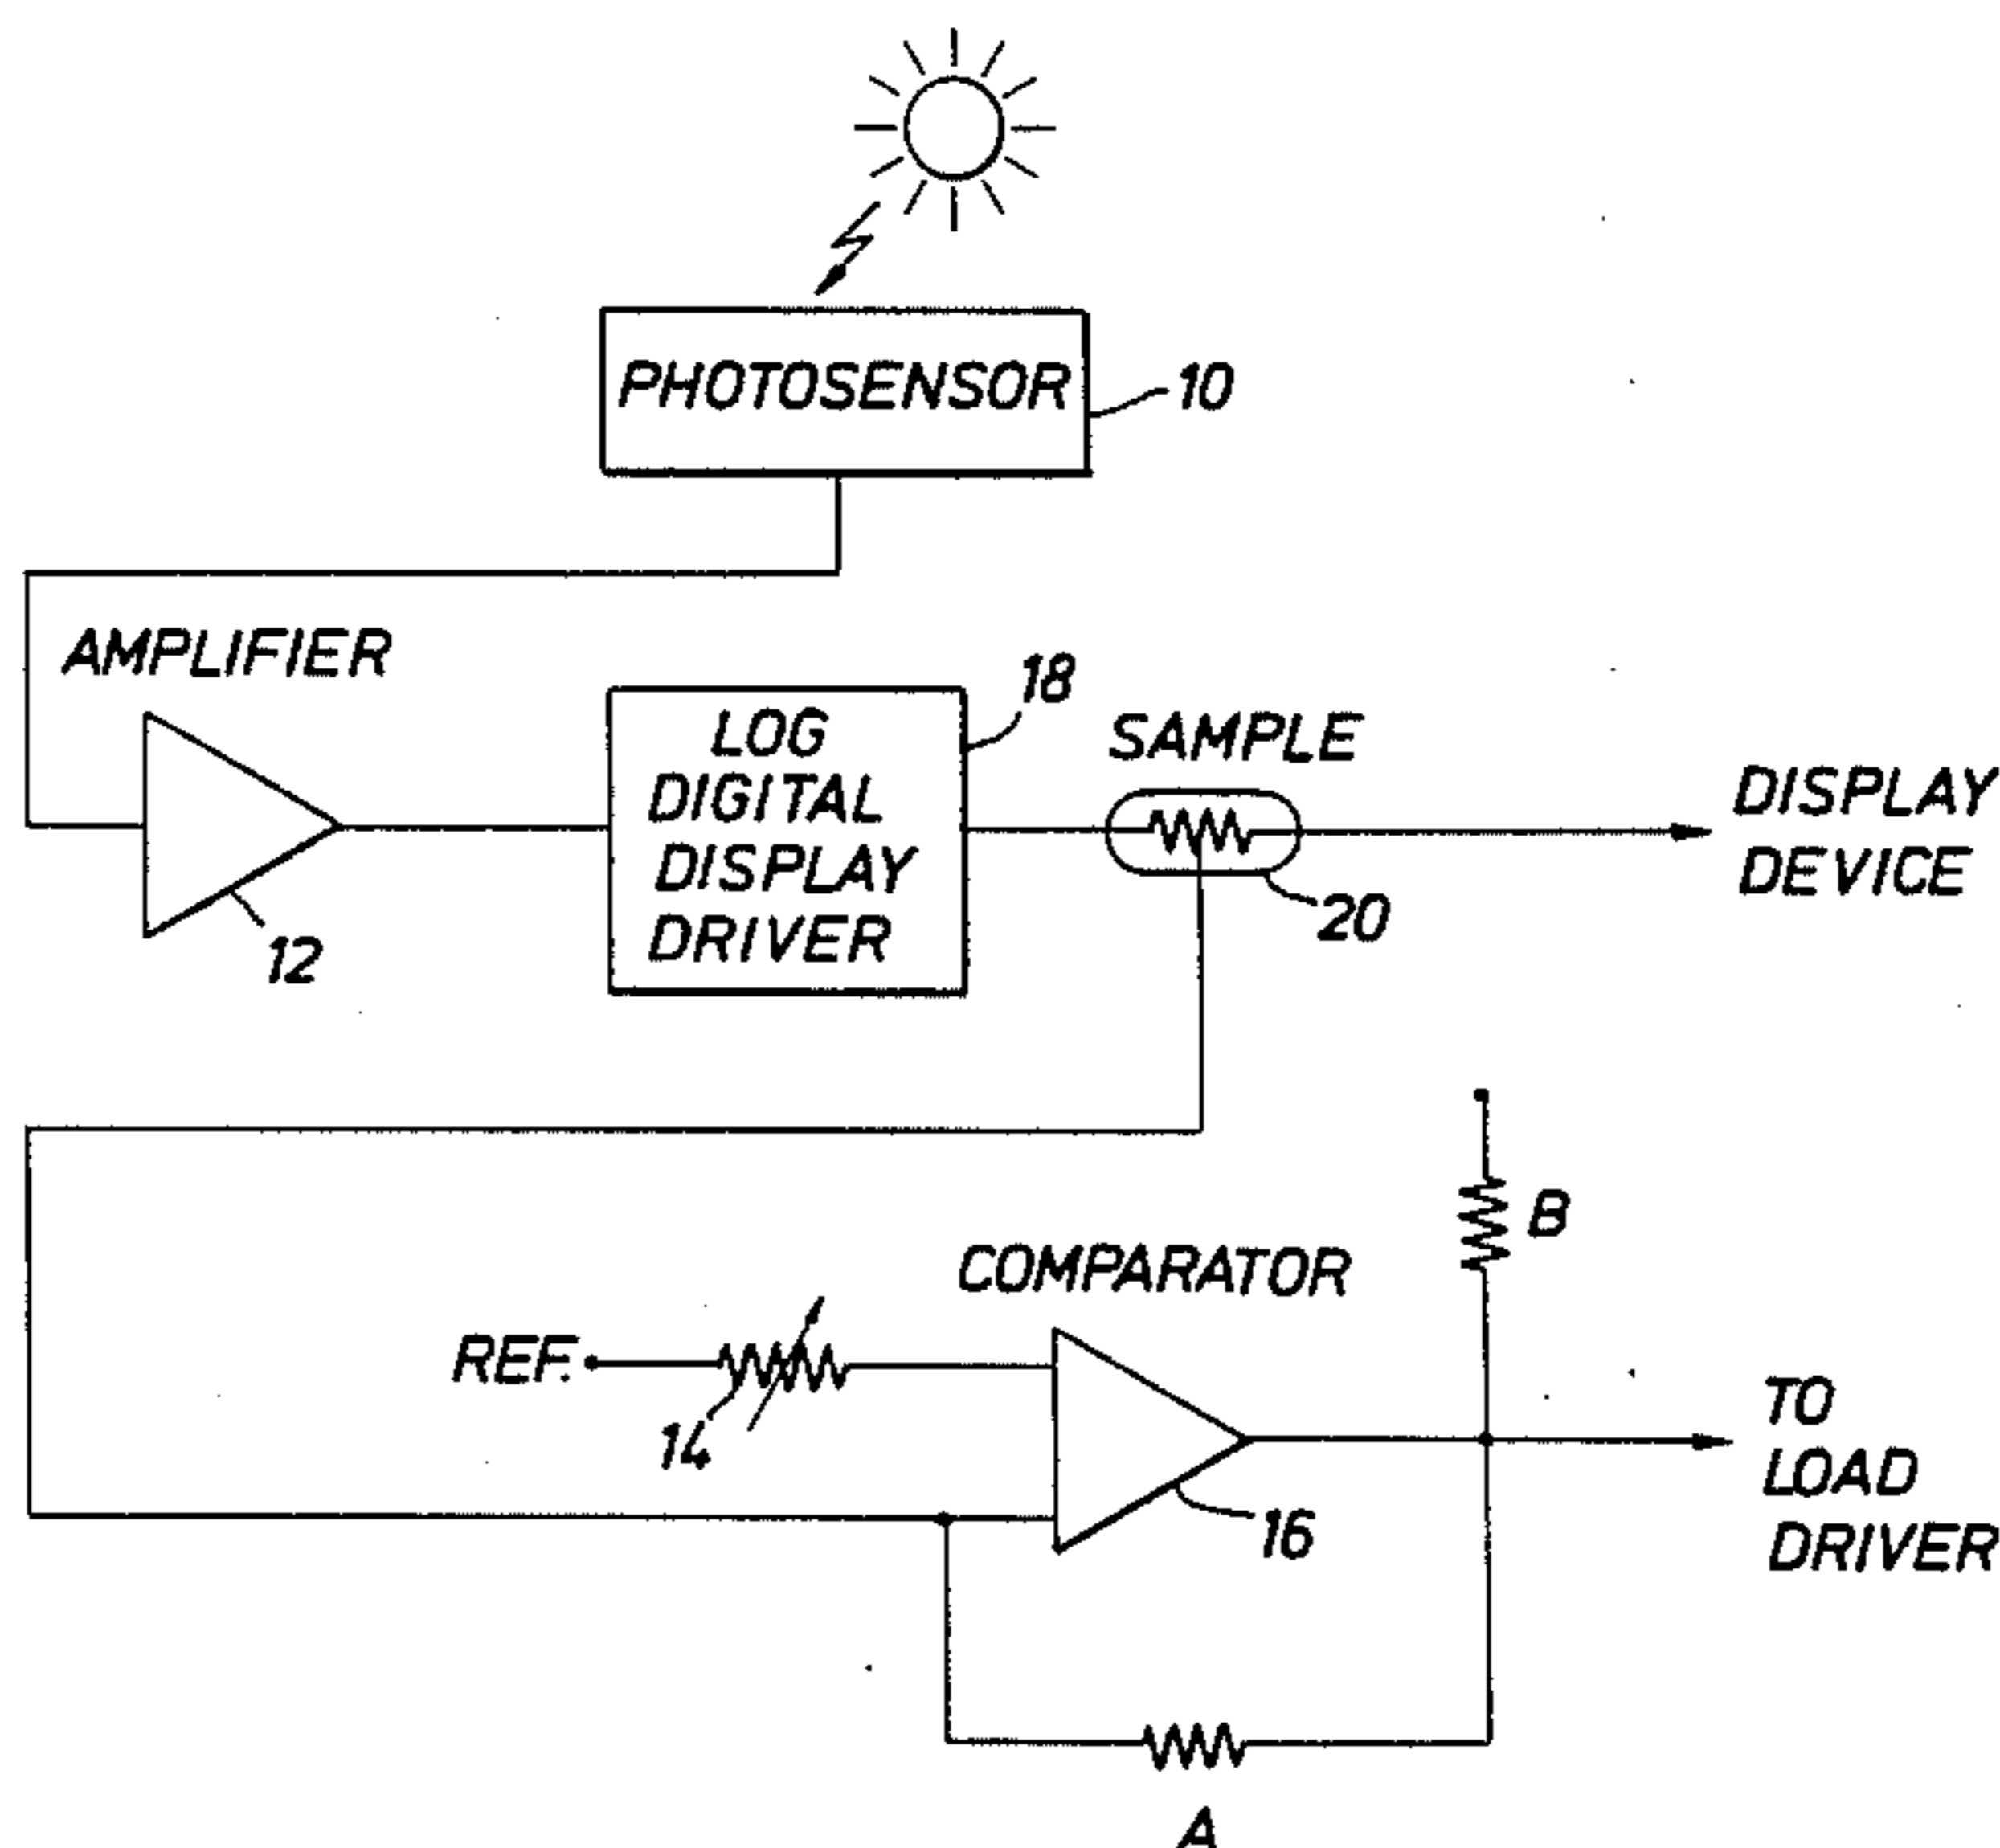 PHOTOSENSOR
10
AMPLIFIER
12
LOG
DIGITAL
DISPLAY
DRIVER
18
SAMPLE
20
DISPLAY
DEVICE
REF.
14
COMPARATOR
16
B
TO
LOAD
DRIVER
A